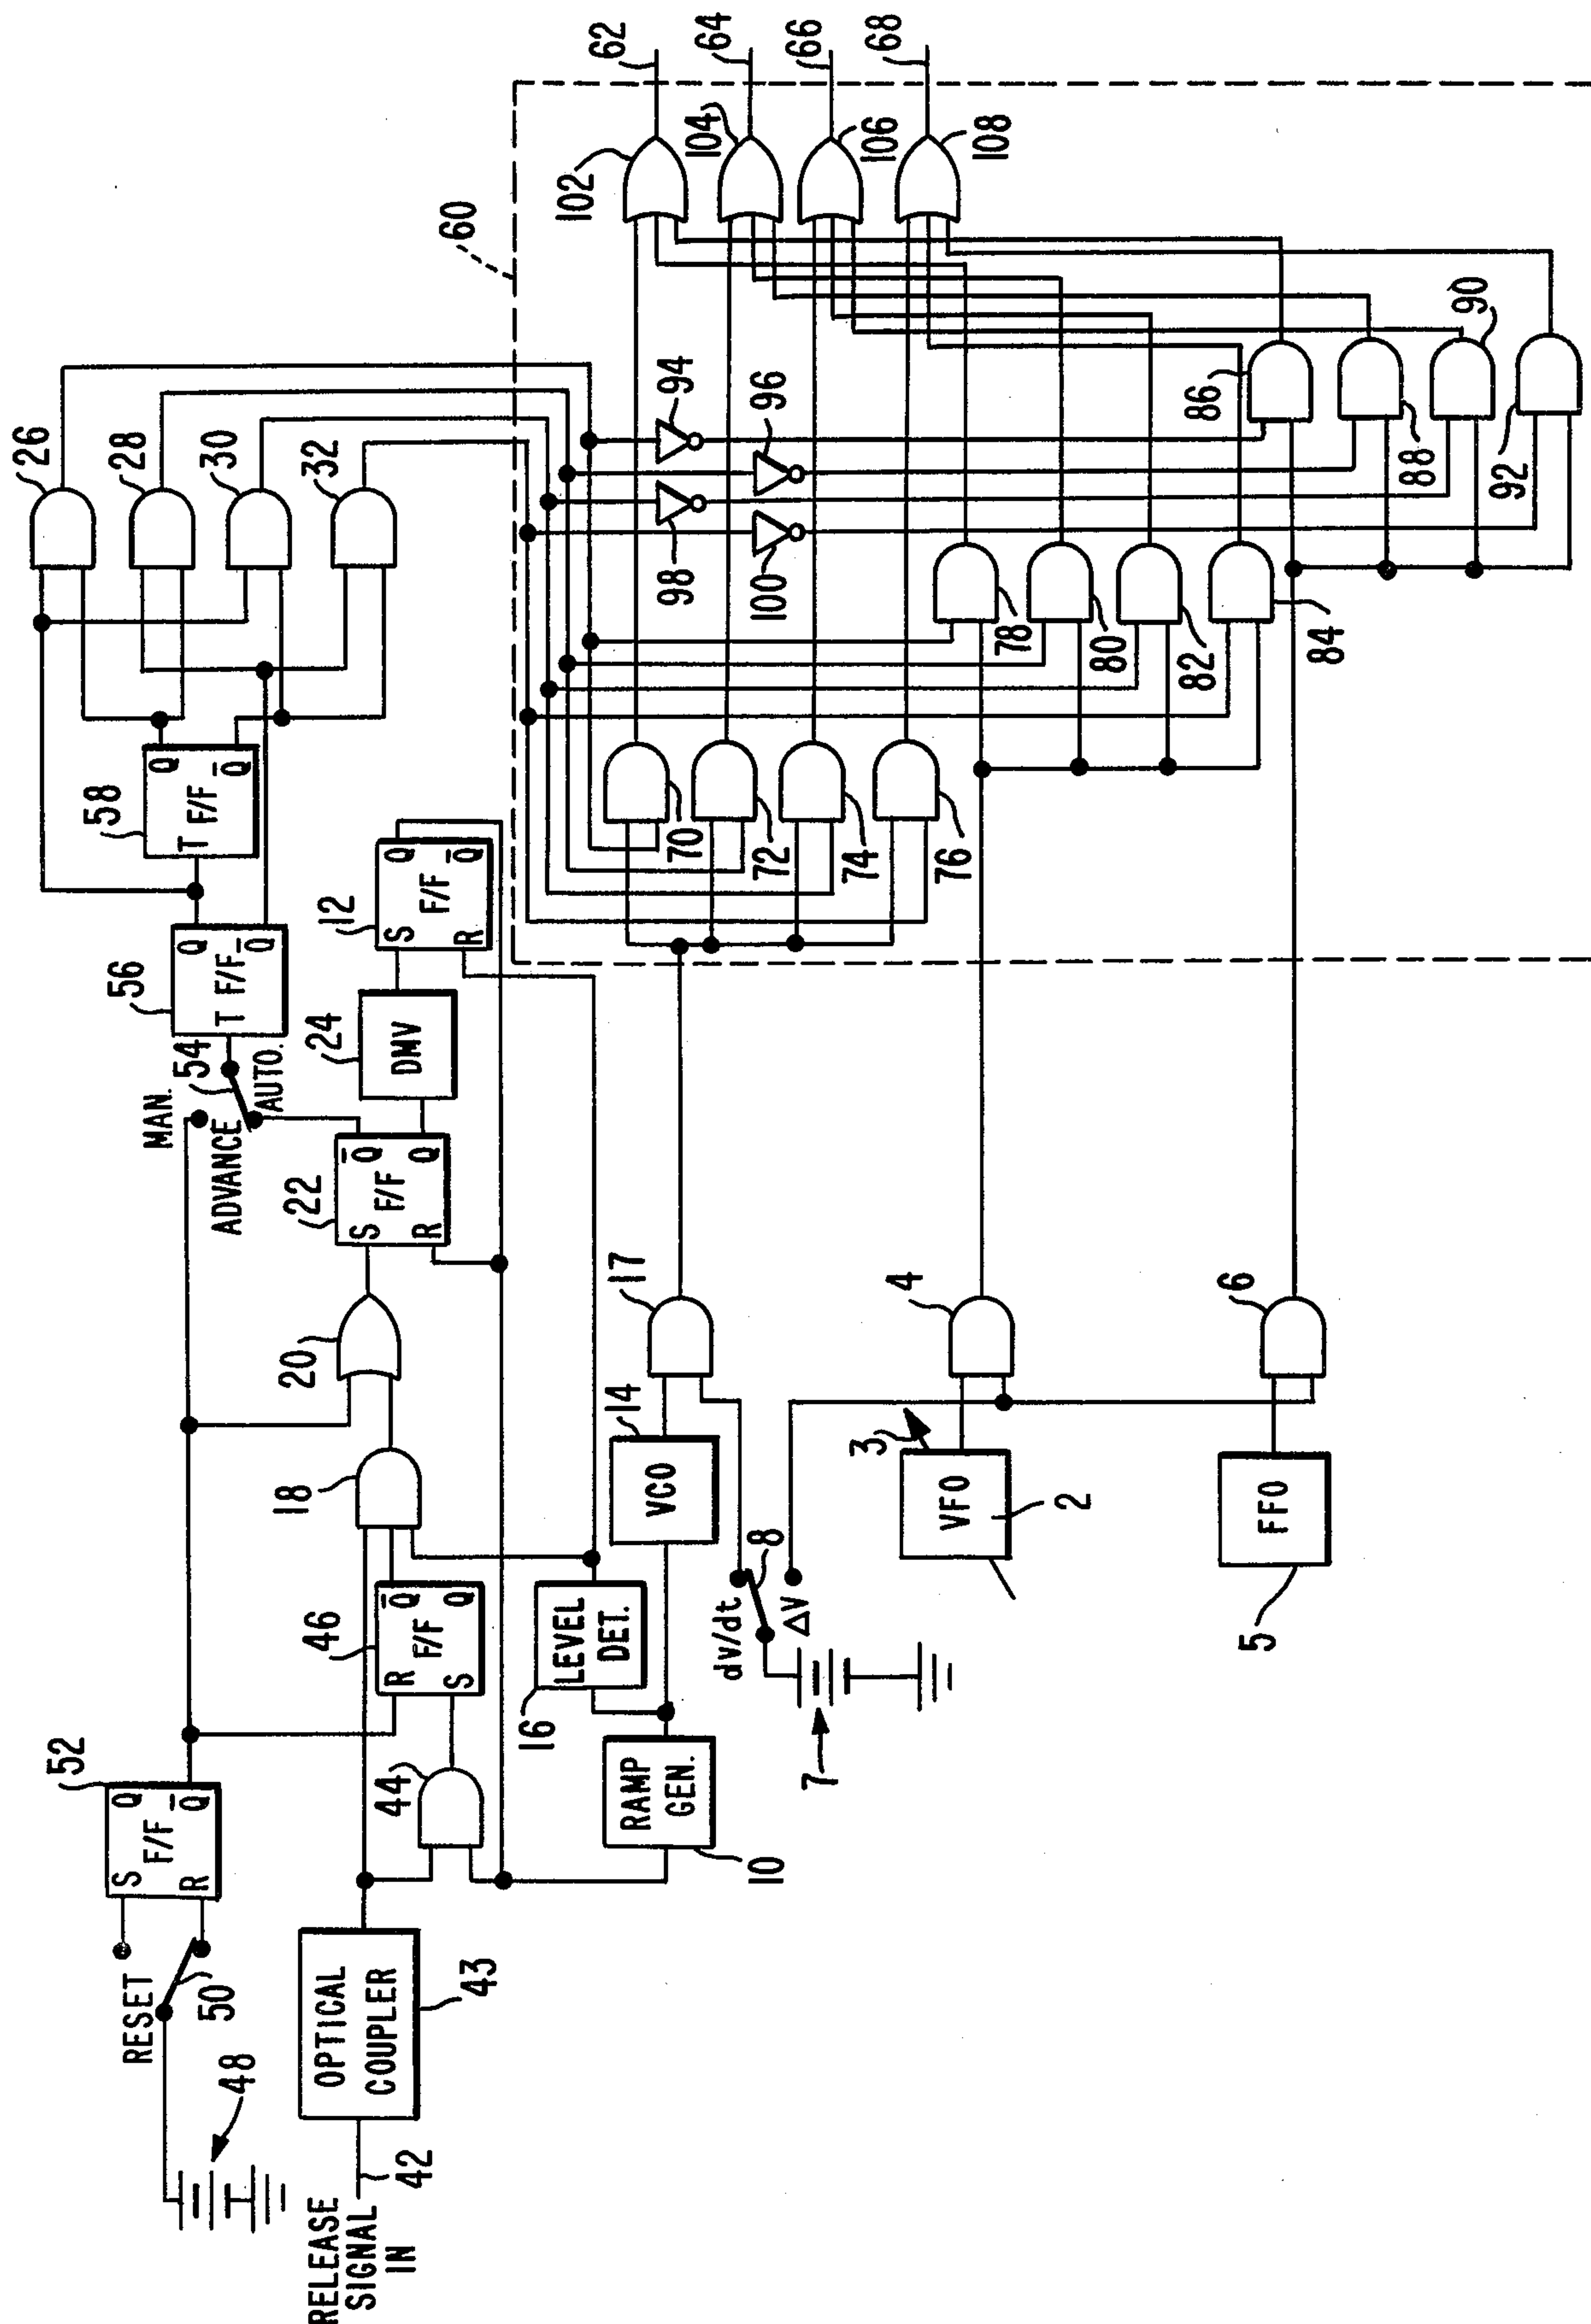 RESET
50
48
S
Q
F/F
R
Q̅
52
RELEASE
SIGNAL
IN
42
OPTICAL
COUPLER
43
44
R
Q̅
F/F
S
Q
46
18
20
S
Q̅
F/F
R
Q
22
MAN.
ADVANCE
AUTO.
54
DMV
24
S
Q
F/F
R
Q̅
12
T
Q
F/F
Q̅
56
T
Q
F/F
Q̅
58
26
28
30
32
RAMP
GEN.
10
LEVEL
DET.
16
VCO
14
17
dv/dt
ΔV
8
7
VFO
2
3
4
FFO
5
6
60
70
72
74
76
78
80
82
84
86
88
90
92
94
96
98
100
102
104
106
108
62
64
66
68